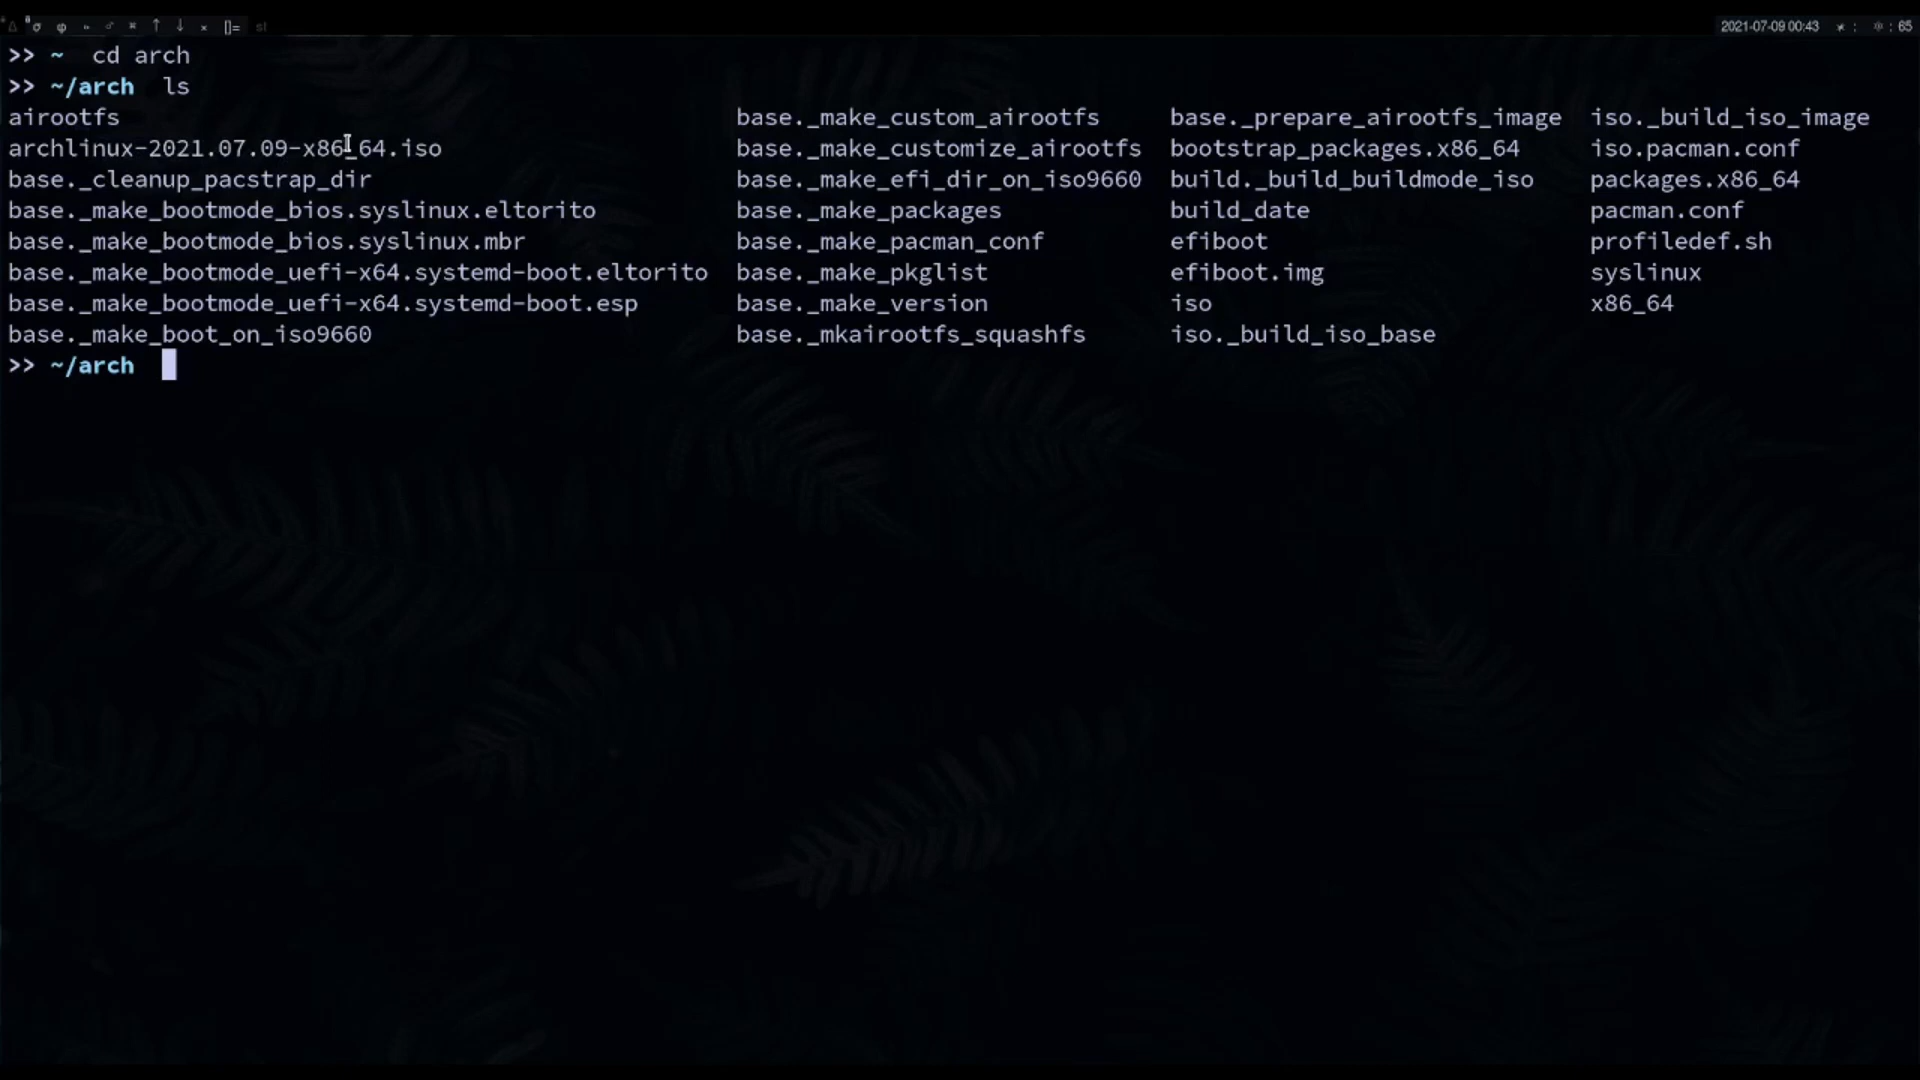 []= st 2021-07-09 00:43 : : 65
>> ~ cd arch
>> ~/arch ls
airootfs base._make_custom_airootfs base._prepare_airootfs_image iso._build_iso_image
archlinux-2021.07.09-x86_64.iso base._make_customize_airootfs bootstrap_packages.x86_64 iso.pacman.conf
base._cleanup_pacstrap_dir base._make_efi_dir_on_iso9660 build._build_buildmode_iso packages.x86_64
base._make_bootmode_bios.syslinux.eltorito base._make_packages build_date pacman.conf
base._make_bootmode_bios.syslinux.mbr base._make_pacman_conf efiboot profiledef.sh
base._make_bootmode_uefi-x64.systemd-boot.eltorito base._make_pkglist efiboot.img syslinux
base._make_bootmode_uefi-x64.systemd-boot.esp base._make_version iso x86_64
base._make_boot_on_iso9660 base._mkairootfs_squashfs iso._build_iso_base
>> ~/arch